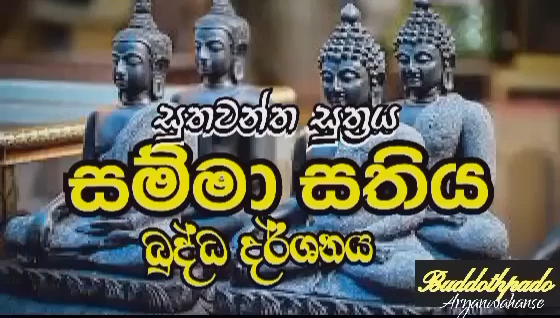 සුතවන්ත සුත්‍රය
සම්මා සතිය
බුද්ධ දර්ශනය
Buddothpado
Aryanwahanse